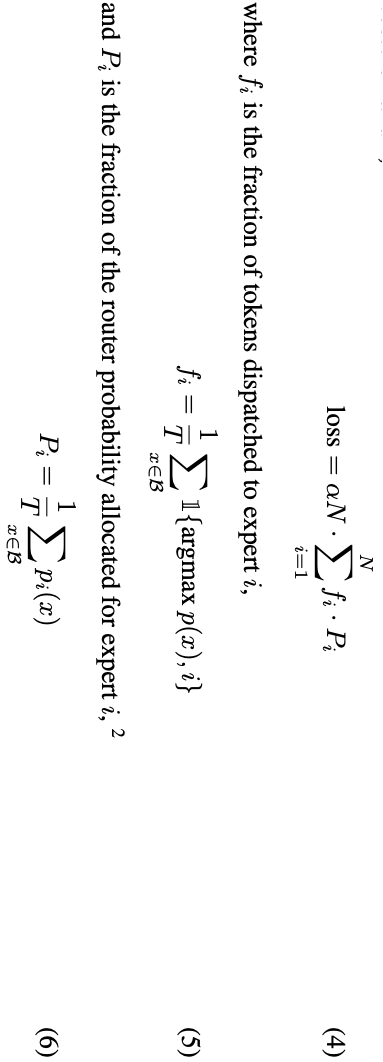 loss = αN · ∑_{i=1}^{N} f_i · P_i (4)
where f_i is the fraction of tokens dispatched to expert i,
f_i = \frac{1}{T} ∑_{x∈ℬ} 𝟙{argmax p(x), i} (5)
and P_i is the fraction of the router probability allocated for expert i, ²
P_i = \frac{1}{T} ∑_{x∈ℬ} p_i(x) (6)